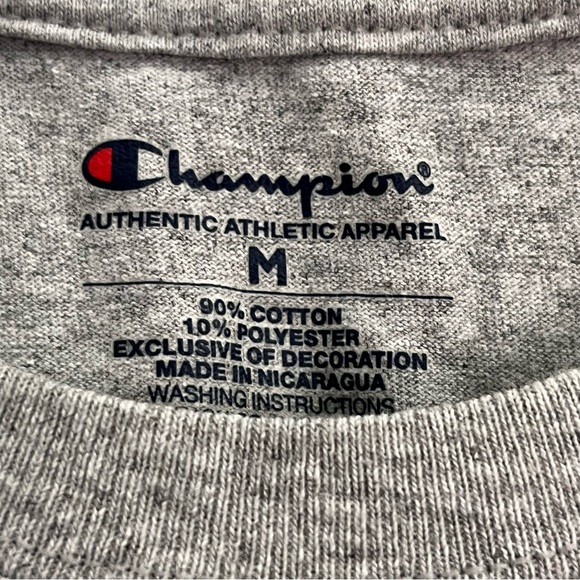 Champion®
AUTHENTIC ATHLETIC APPAREL
M
90% COTTON
10% POLYESTER
EXCLUSIVE OF DECORATION
MADE IN NICARAGUA
WASHING INSTRUCTIONS